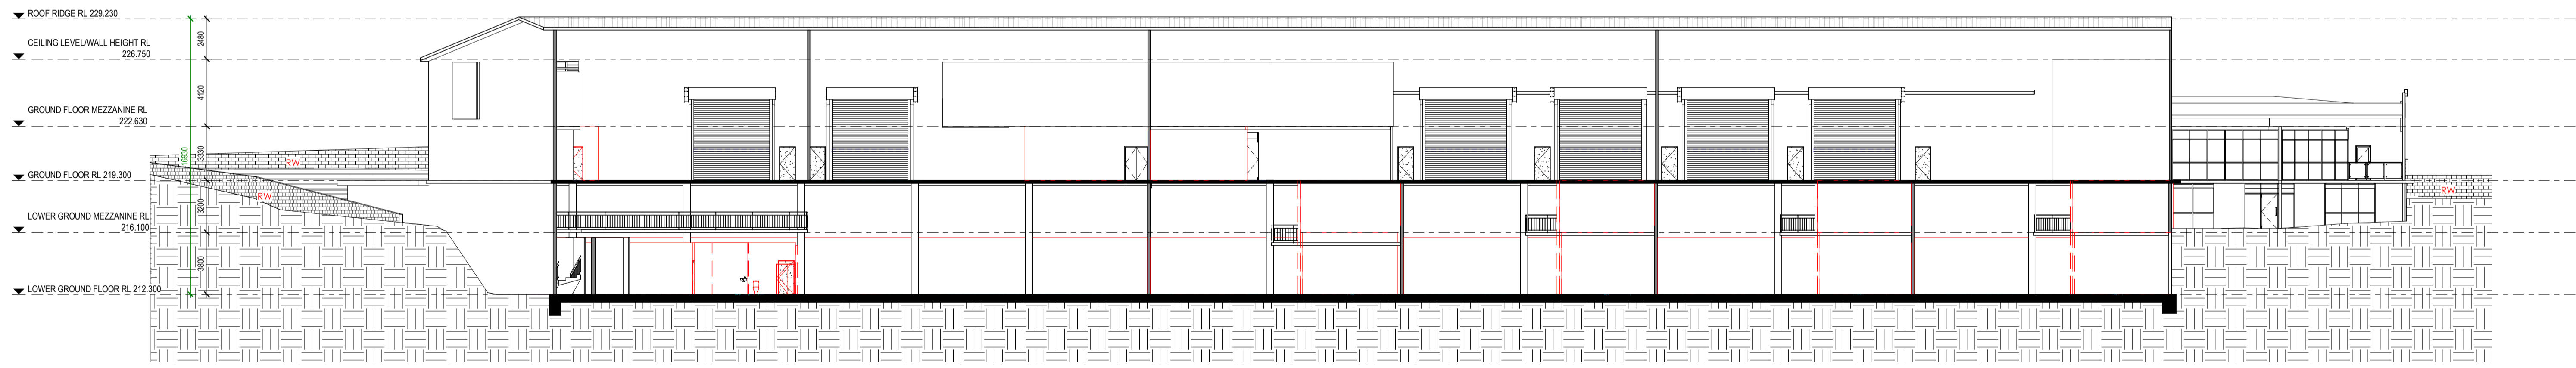 ROOF RIDGE RL 229.230
2480
CEILING LEVEL/WALL HEIGHT RL
226.750
4120
GROUND FLOOR MEZZANINE RL
222.630
16930
3330
RW
GROUND FLOOR RL 219.300
RW
RW
3200
LOWER GROUND MEZZANINE RL
216.100
3800
LOWER GROUND FLOOR RL 212.300